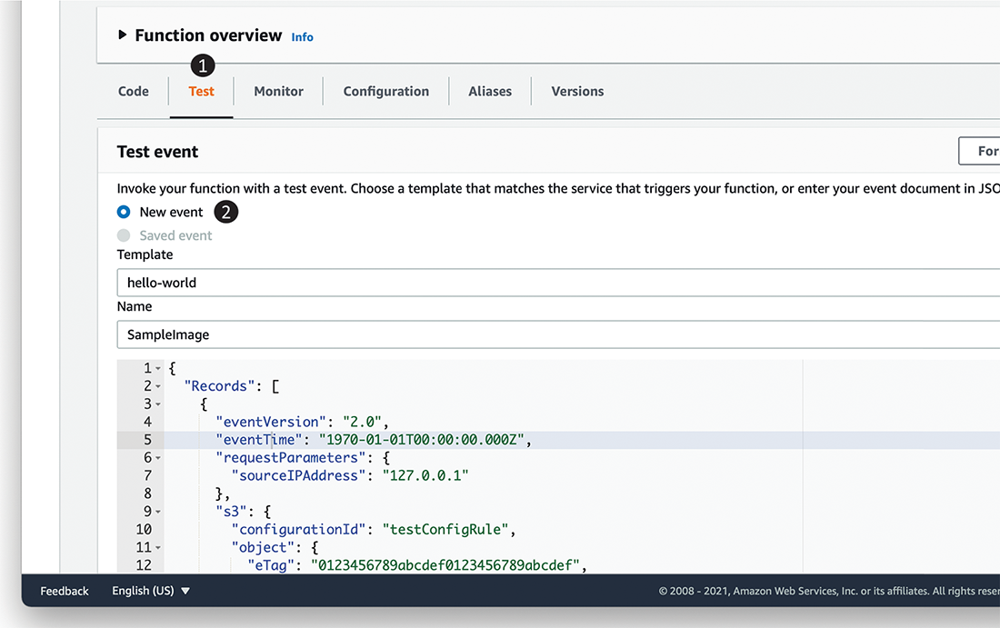 Function overview Info
1
Code Test Monitor Configuration Aliases Versions
Test event
For
Invoke your function with a test event. Choose a template that matches the service that triggers your function, or enter your event document in JSO
New event 2
Saved event
Template
hello-world
Name
SampleImage
1 {
2 "Records": [
3 {
4 "eventVersion": "2.0",
5 "eventTime": "1970-01-01T00:00:00.000Z",
6 "requestParameters": {
7 "sourceIPAddress": "127.0.0.1"
8 },
9 "s3": {
10 "configurationId": "testConfigRule",
11 "object": {
12 "eTag": "0123456789abcdef0123456789abcdef",
Feedback English (US) © 2008 - 2021, Amazon Web Services, Inc. or its affiliates. All rights reser